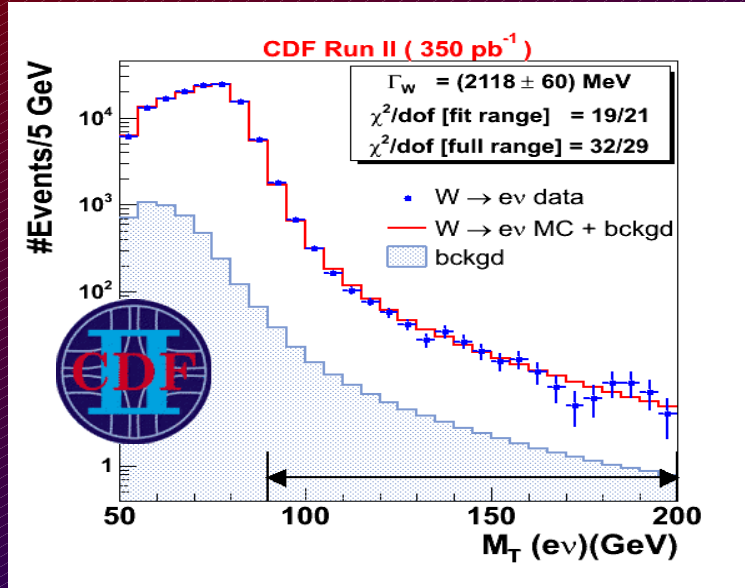 CDF Run II ( 350 pb⁻¹ )
#Events/5 GeV
Γ_W = (2118 ± 60) MeV
χ²/dof [fit range] = 19/21
χ²/dof [full range] = 32/29
W → eν data
W → eν MC + bckgd
bckgd
10⁴
10³
10²
1
II
CDF
50 100 150 200
M_T (eν)(GeV)